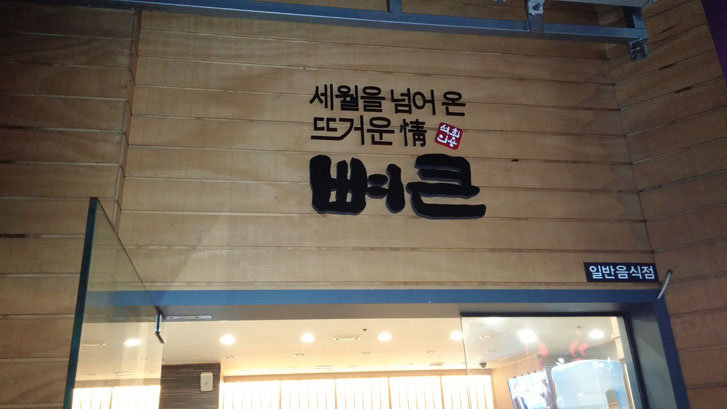 세월을 넘어 온
뜨거운 情
뼈큰
일반음식점